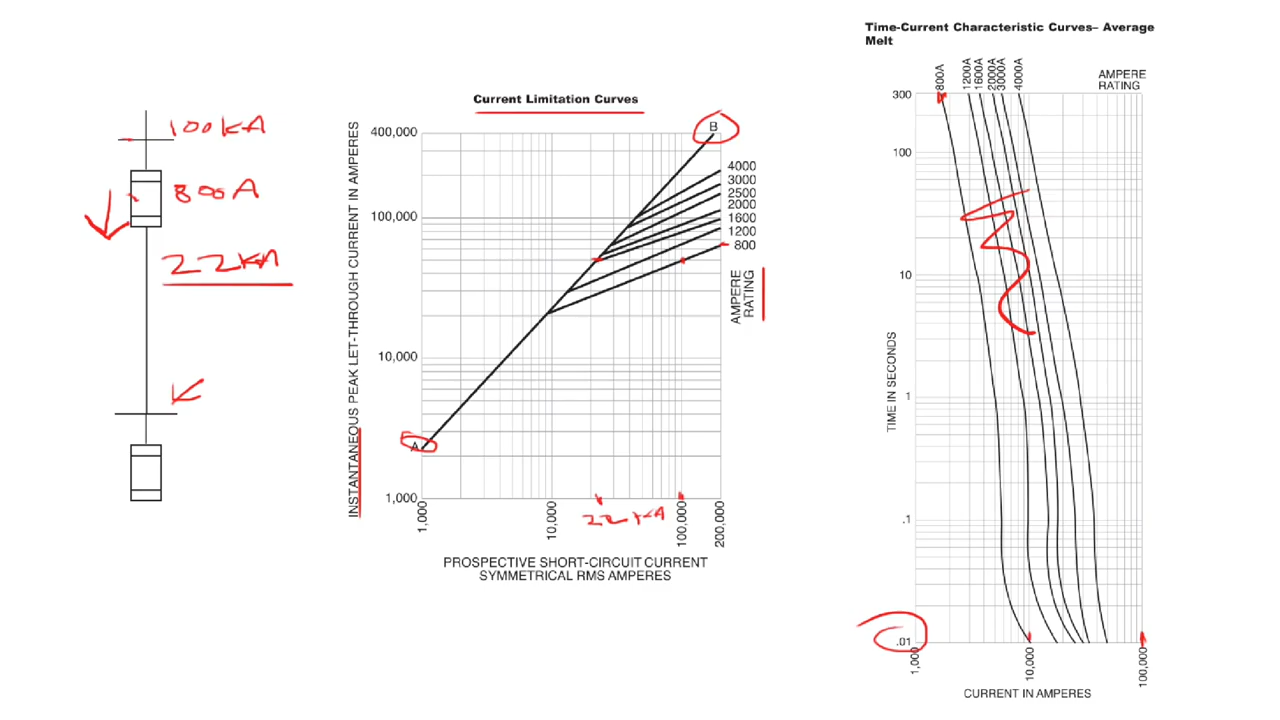 100kA
800A
22kA
Current Limitation Curves
INSTANTANEOUS PEAK LET-THROUGH CURRENT IN AMPERES
400,000
100,000
10,000
1,000
B
A
4000
3000
2500
2000
1600
1200
800
AMPERE
RATING
1,000
10,000
22kA
100,000
200,000
PROSPECTIVE SHORT-CIRCUIT CURRENT
SYMMETRICAL RMS AMPERES
Time-Current Characteristic Curves– Average
Melt
800A
1200A
1600A
2000A
3000A
4000A
AMPERE
RATING
TIME IN SECONDS
300
100
10
1
.1
.01
1,000
10,000
100,000
CURRENT IN AMPERES